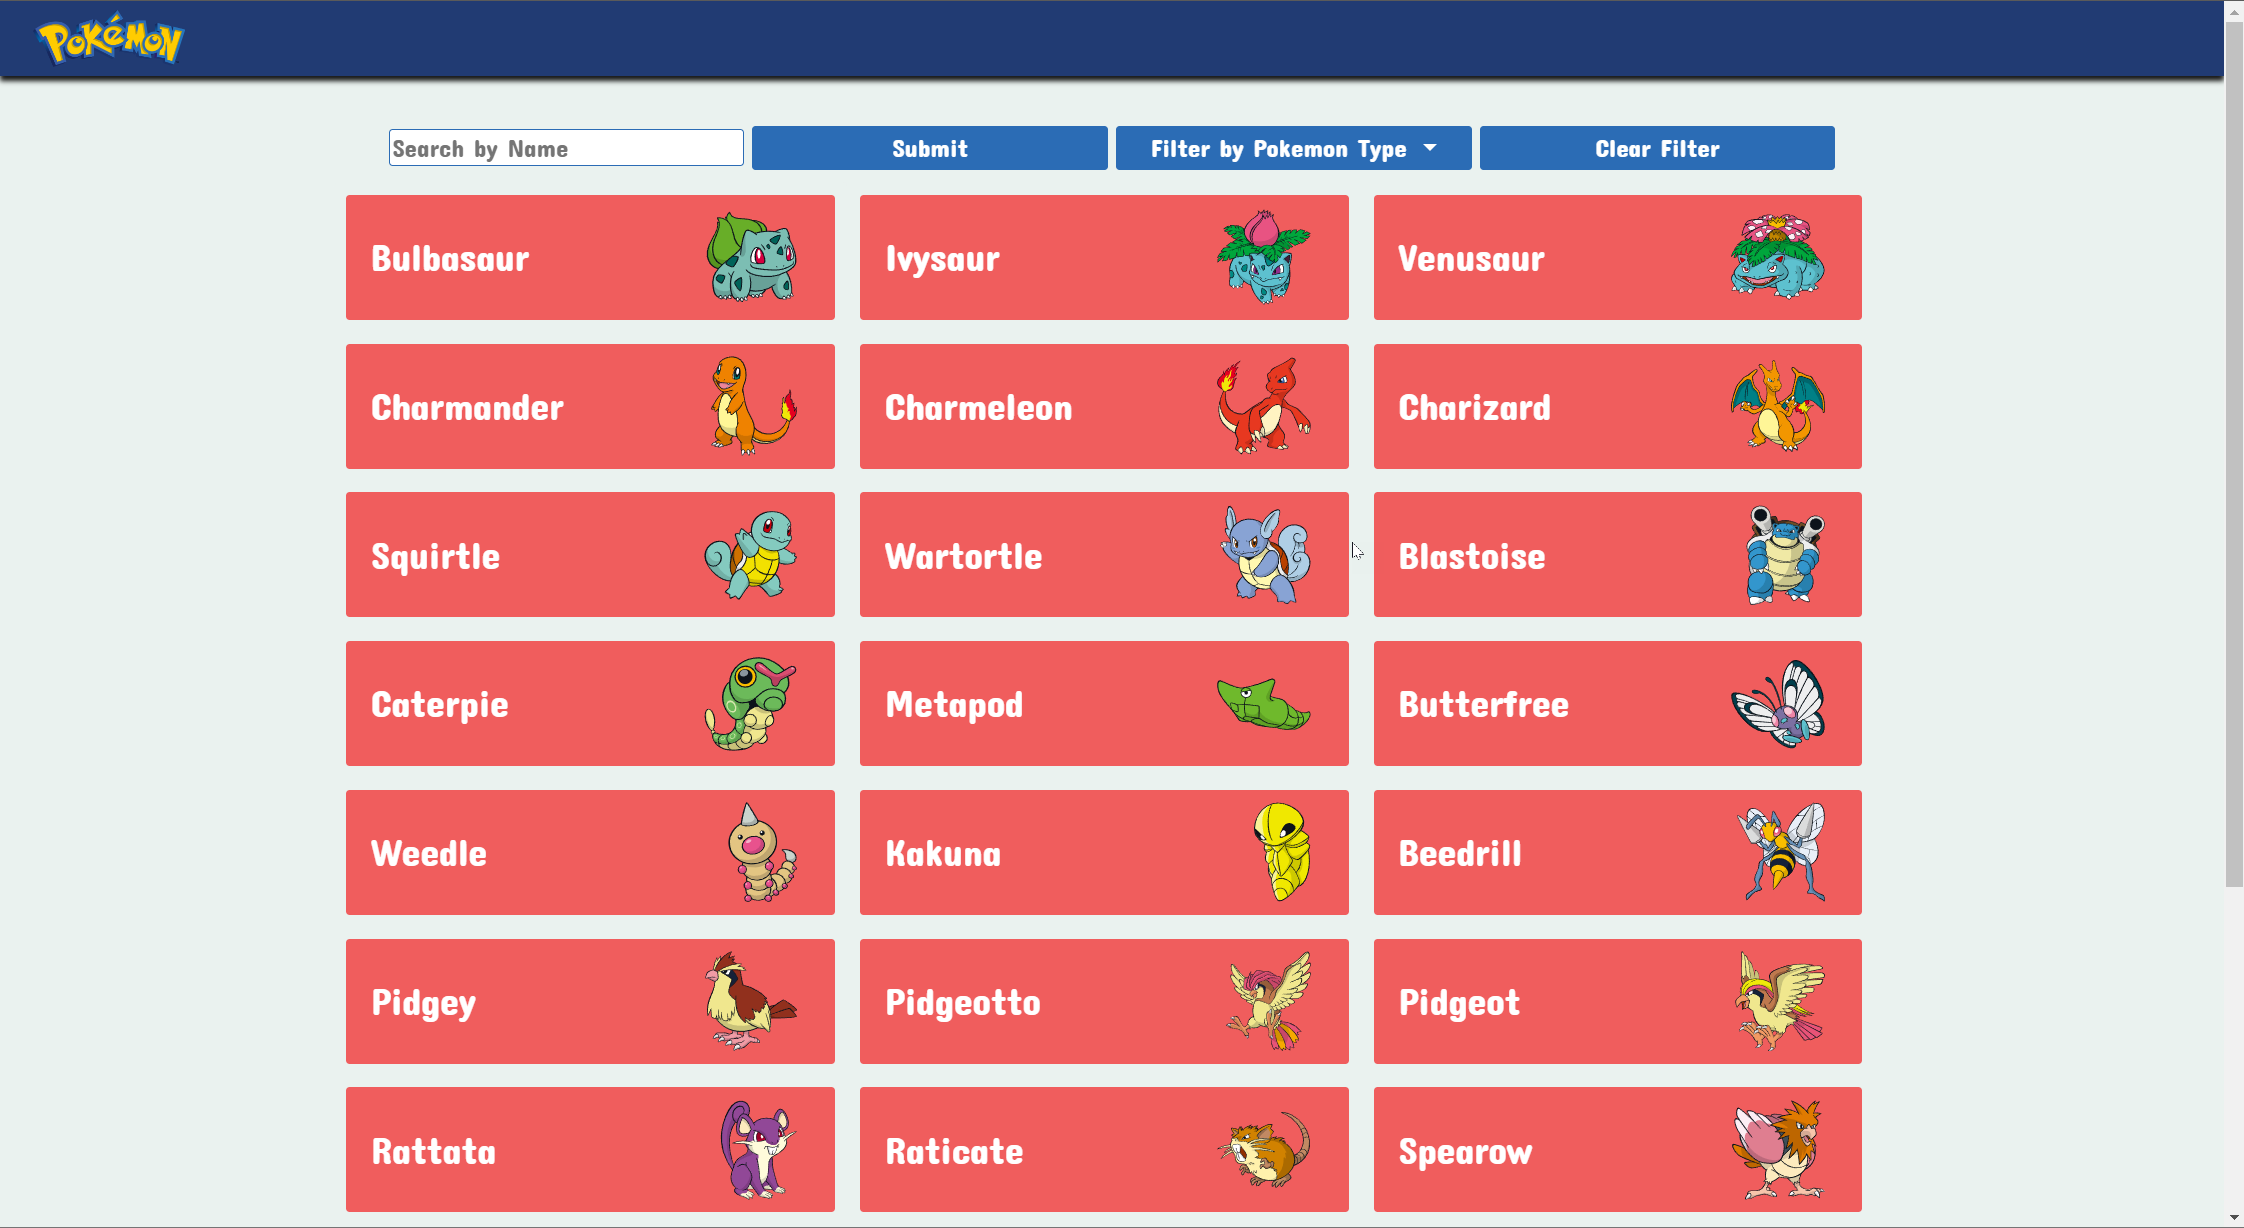 POKéMON
Search by Name Submit Filter by Pokemon Type Clear Filter
Bulbasaur Ivysaur Venusaur
Charmander Charmeleon Charizard
Squirtle Wartortle Blastoise
Caterpie Metapod Butterfree
Weedle Kakuna Beedrill
Pidgey Pidgeotto Pidgeot
Rattata Raticate Spearow